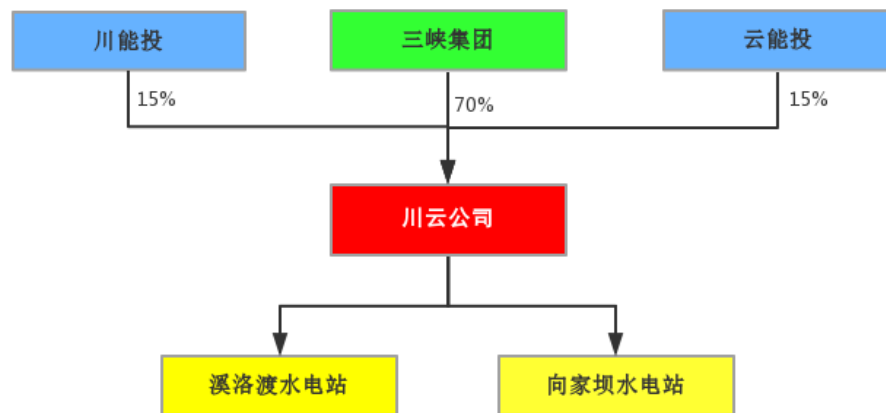 川能投
三峡集团
云能投
15%
70%
15%
川云公司
溪洛渡水电站
向家坝水电站